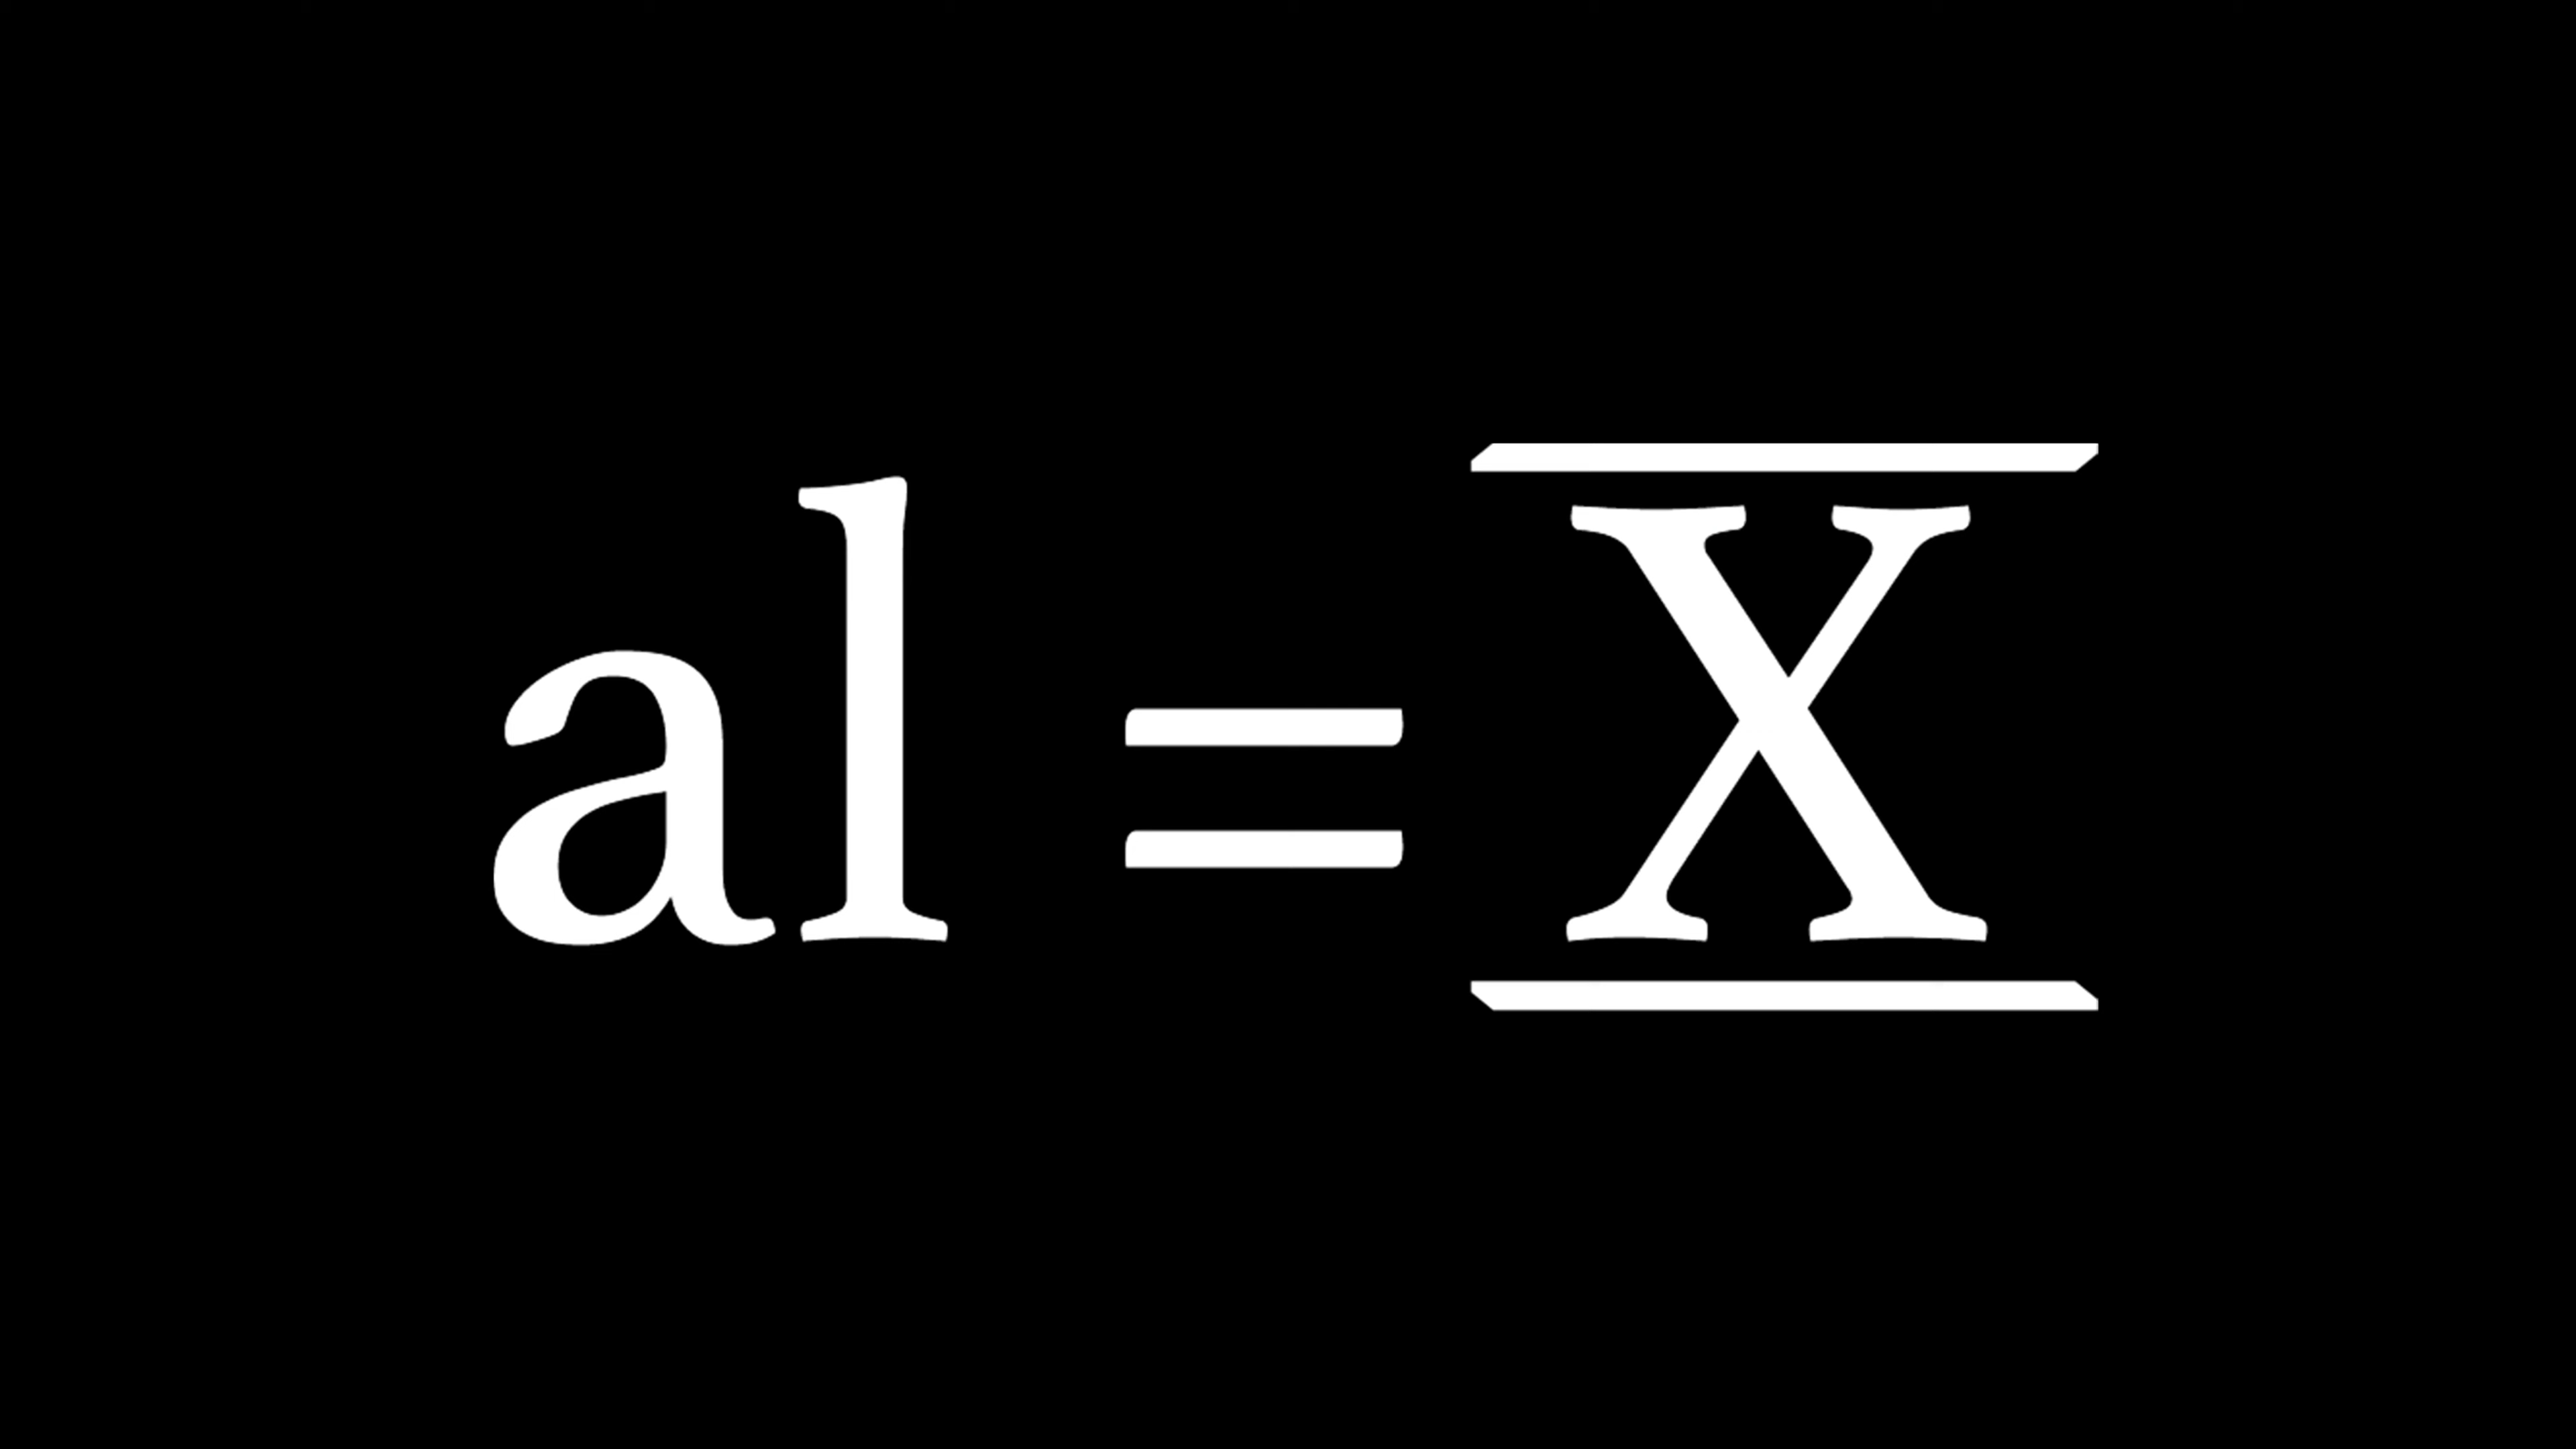 al = X̲̅